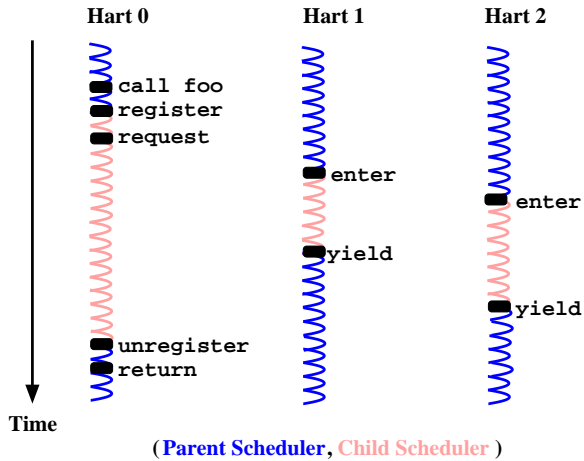 Hart 0 Hart 1 Hart 2
call foo
register
request
enter
enter
yield
yield
unregister
return
Time
(Parent Scheduler, Child Scheduler )